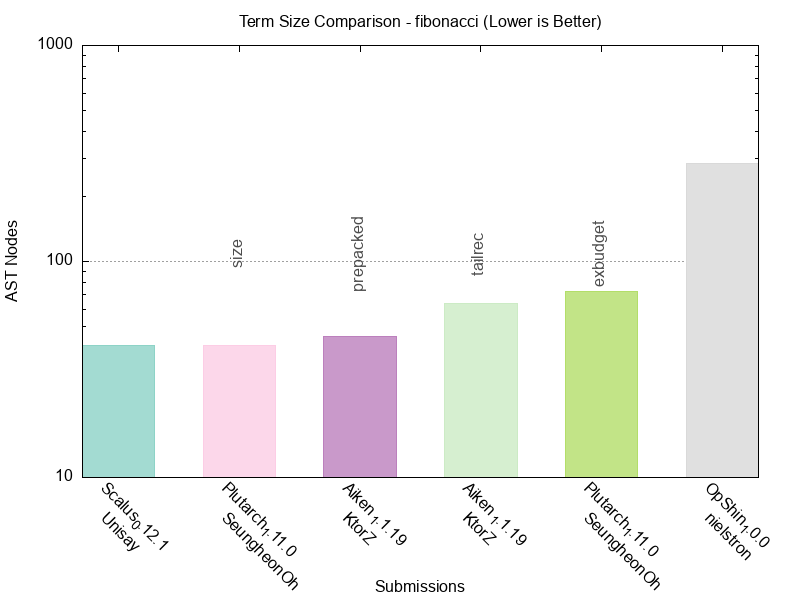 Term Size Comparison - fibonacci (Lower is Better)
1000
100
10
AST Nodes
size
prepacked
tailrec
exbudget
Scalus₀.12.1
Unisay
Plutarch₁.11.0
SeungheonOh
Aiken₁.1.19
KtorZ
Aiken₁.1.19
KtorZ
Plutarch₁.11.0
SeungheonOh
OpShin₁.0.0
nielstron
Submissions